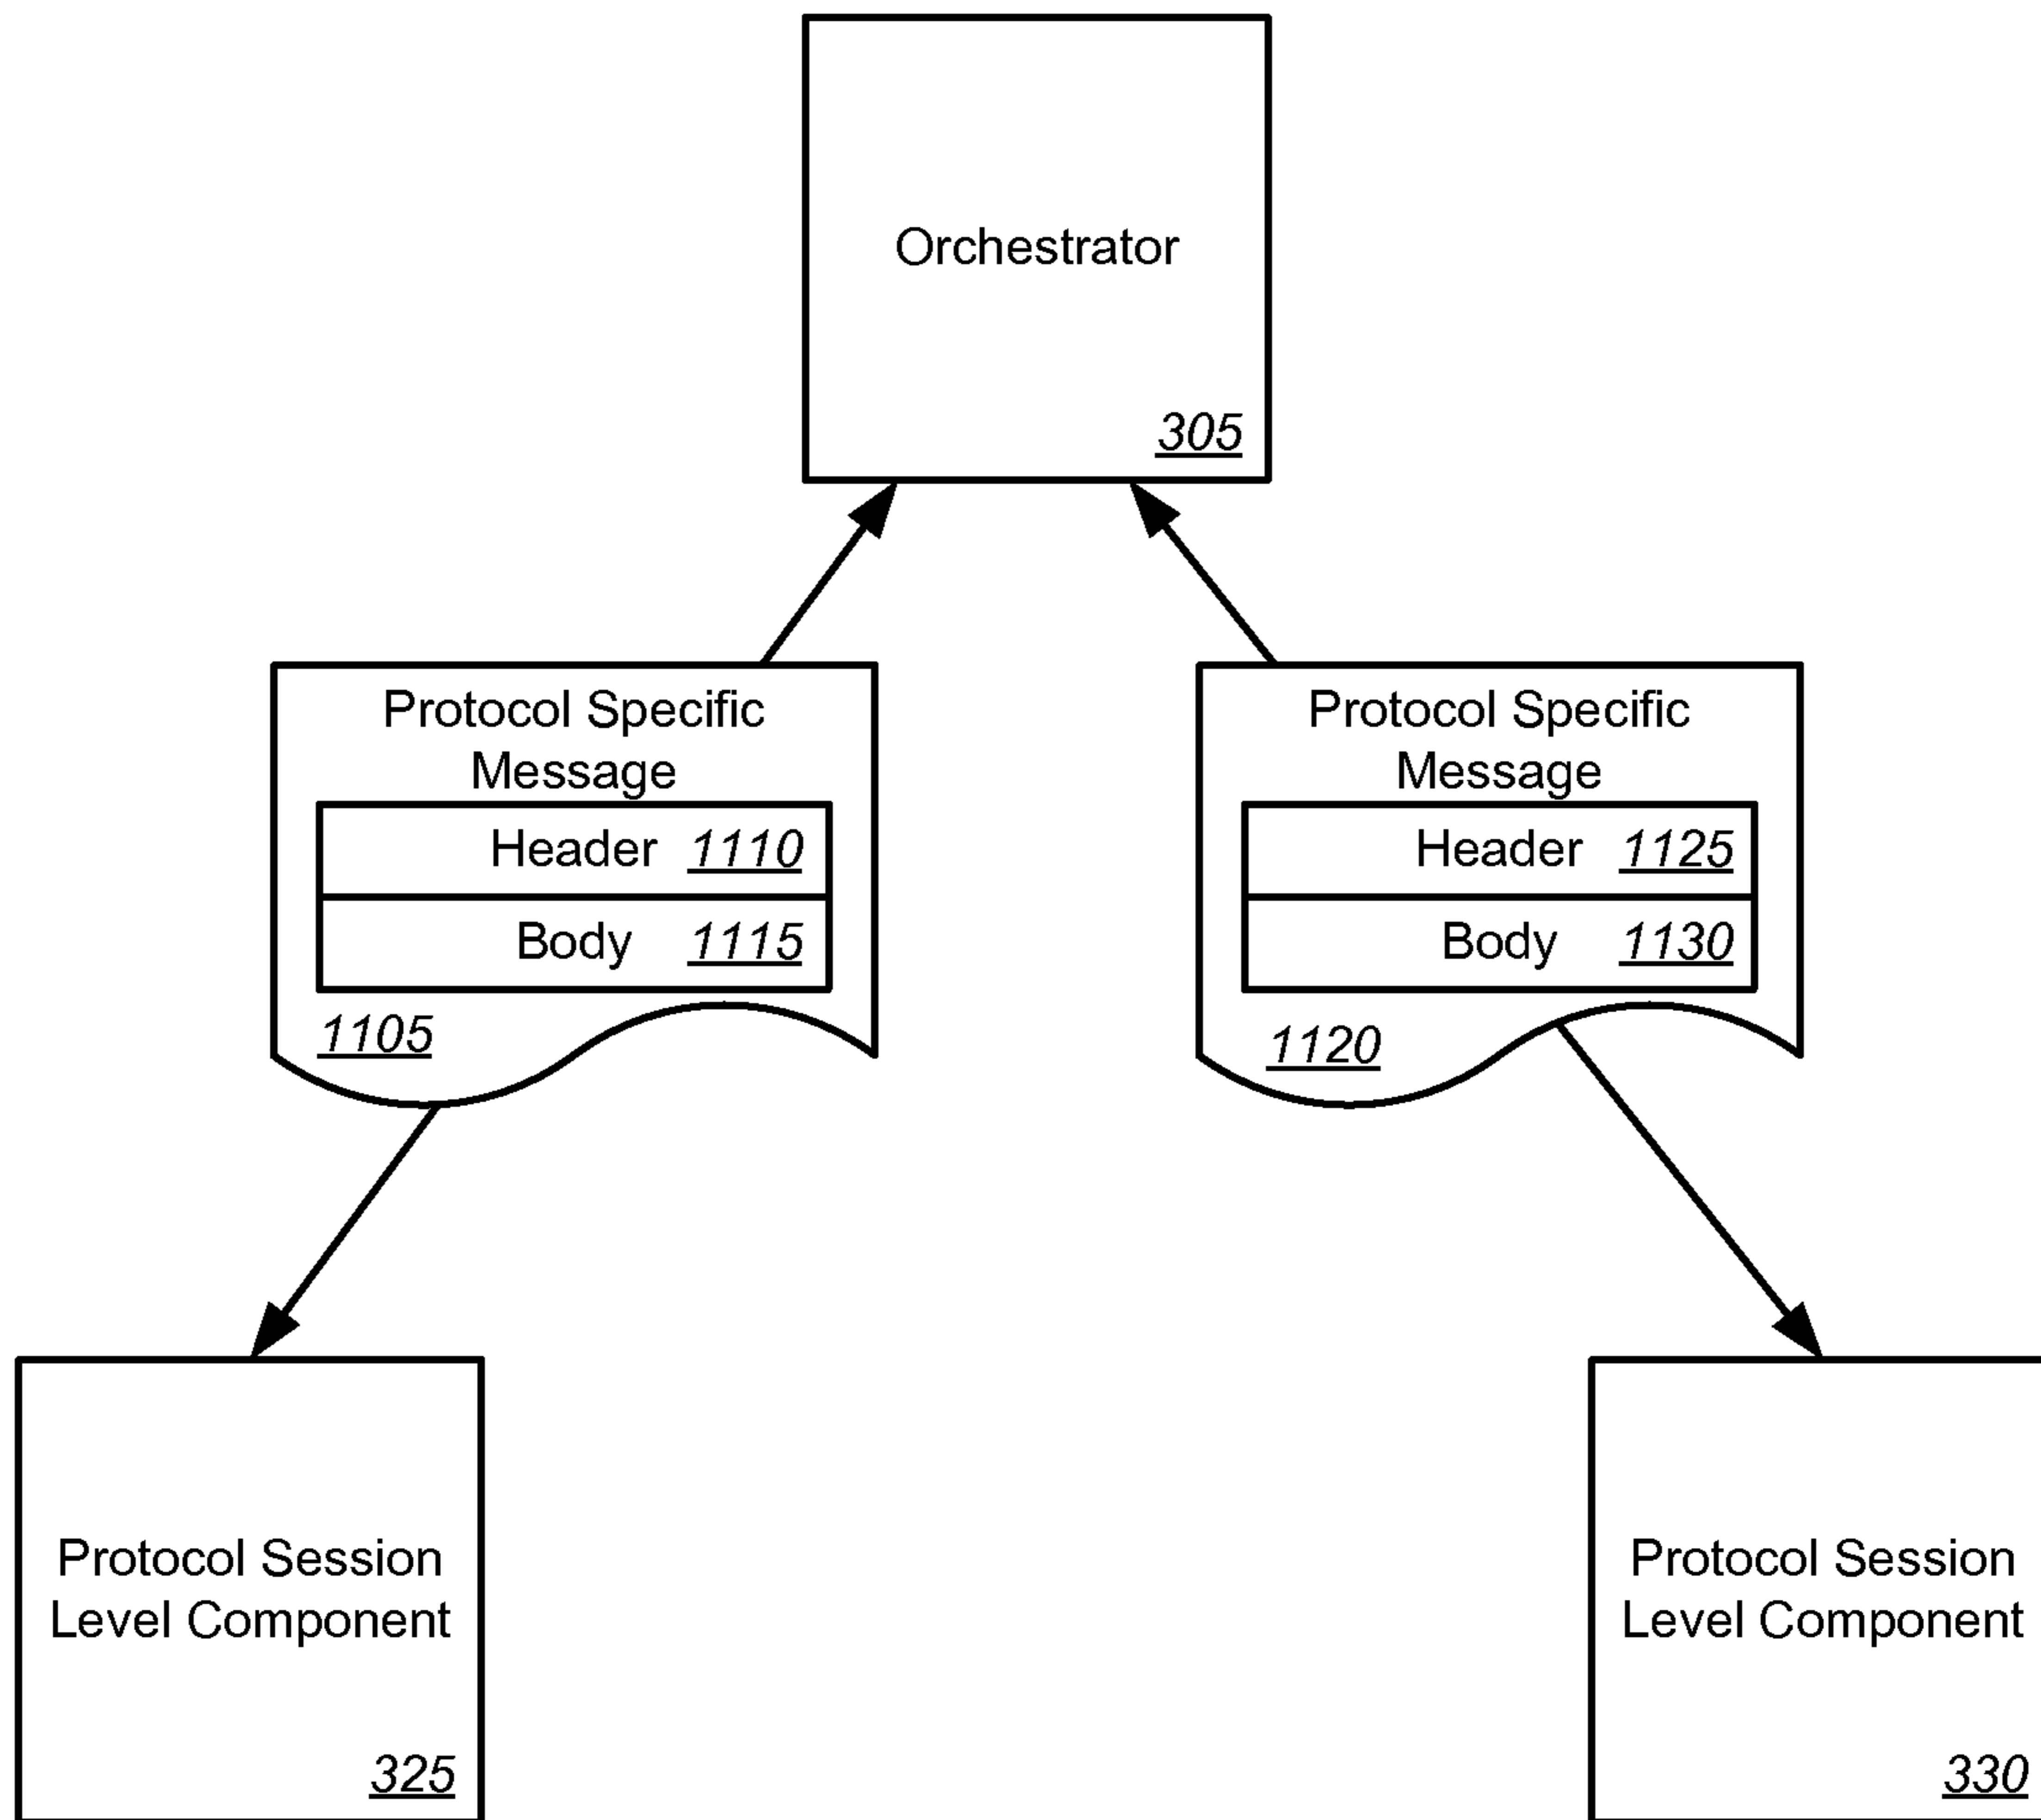 Orchestrator
305
Protocol Specific
Message
Header 1110
Body 1115
1105
Protocol Specific
Message
Header 1125
Body 1130
1120
Protocol Session
Level Component
325
Protocol Session
Level Component
330